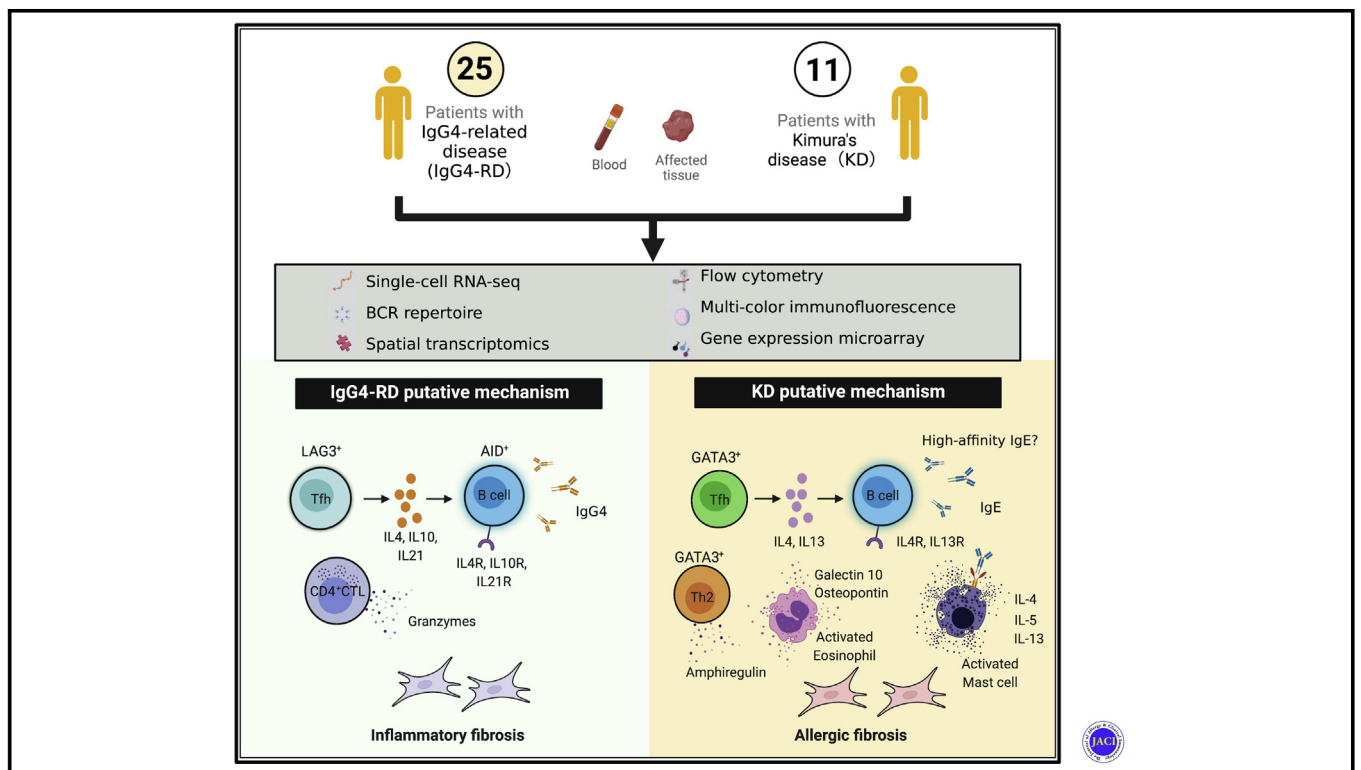 25
Patients with
IgG4-related
disease
(IgG4-RD)
Blood
Affected
tissue
11
Patients with
Kimura's
disease（KD）
Single-cell RNA-seq
BCR repertoire
Spatial transcriptomics
Flow cytometry
Multi-color immunofluorescence
Gene expression microarray
IgG4-RD putative mechanism
LAG3⁺
Tfh
IL4, IL10,
IL21
AID⁺
B cell
IL4R, IL10R,
IL21R
IgG4
CD4⁺CTL
Granzymes
Inflammatory fibrosis
KD putative mechanism
GATA3⁺
Tfh
IL4, IL13
B cell
IL4R, IL13R
High-affinity IgE?
IgE
GATA3⁺
Th2
Amphiregulin
Galectin 10
Osteopontin
Activated
Eosinophil
IL-4
IL-5
IL-13
Activated
Mast cell
Allergic fibrosis
JACI